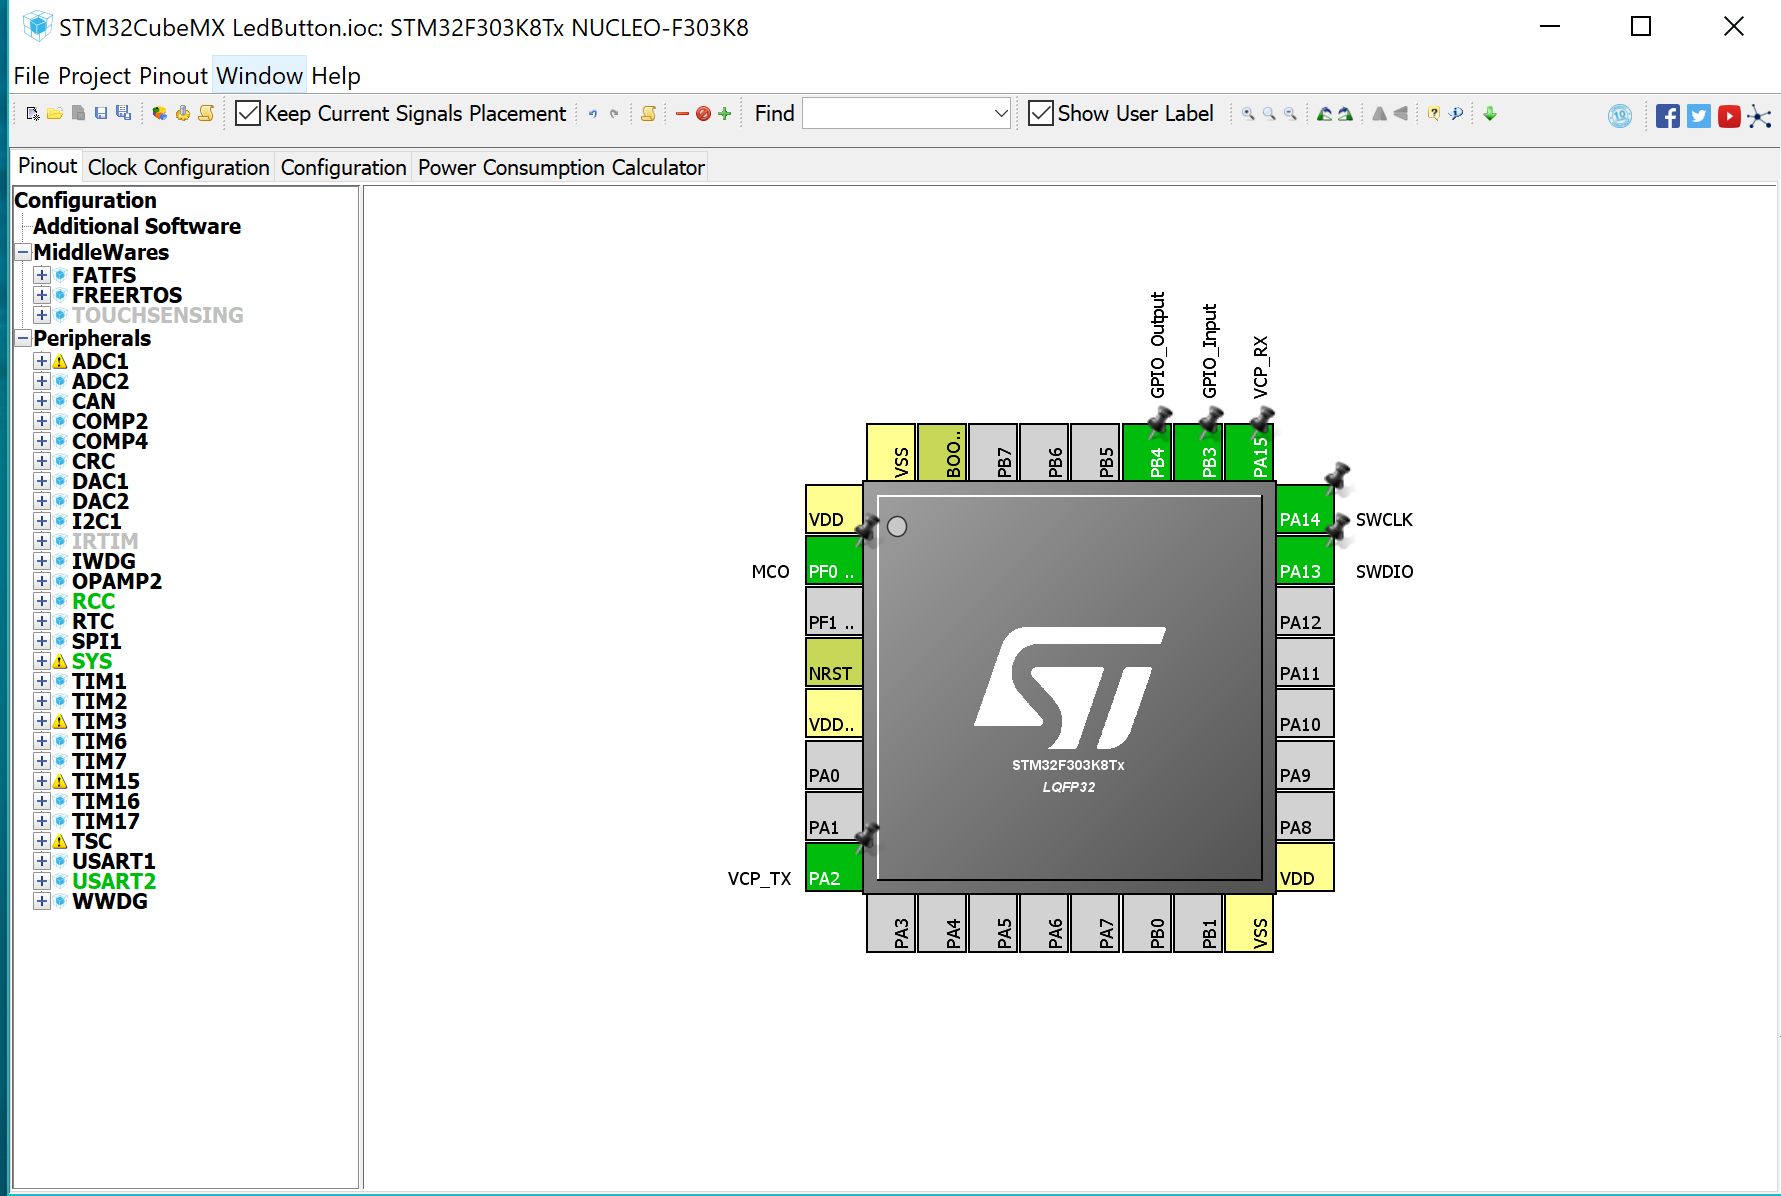 STM32CubeMX LedButton.ioc: STM32F303K8Tx NUCLEO-F303K8
File Project Pinout Window Help
Keep Current Signals Placement Find Show User Label
Pinout Clock Configuration Configuration Power Consumption Calculator
Configuration
Additional Software
MiddleWares
FATFS
FREERTOS
TOUCHSENSING
Peripherals
ADC1
ADC2
CAN
COMP2
COMP4
CRC
DAC1
DAC2
I2C1
IRTIM
IWDG
OPAMP2
RCC
RTC
SPI1
SYS
TIM1
TIM2
TIM3
TIM6
TIM7
TIM15
TIM16
TIM17
TSC
USART1
USART2
WWDG
GPIO_Output
GPIO_Input
VCP_RX
VSS
BOO..
PB7
PB6
PB5
PB4
PB3
PA15
VDD
MCO PF0 ..
PF1 ..
NRST
VDD..
PA0
PA1
VCP_TX PA2
PA14 SWCLK
PA13 SWDIO
PA12
PA11
PA10
PA9
PA8
VDD
ST
STM32F303K8Tx
LQFP32
PA3
PA4
PA5
PA6
PA7
PB0
PB1
VSS